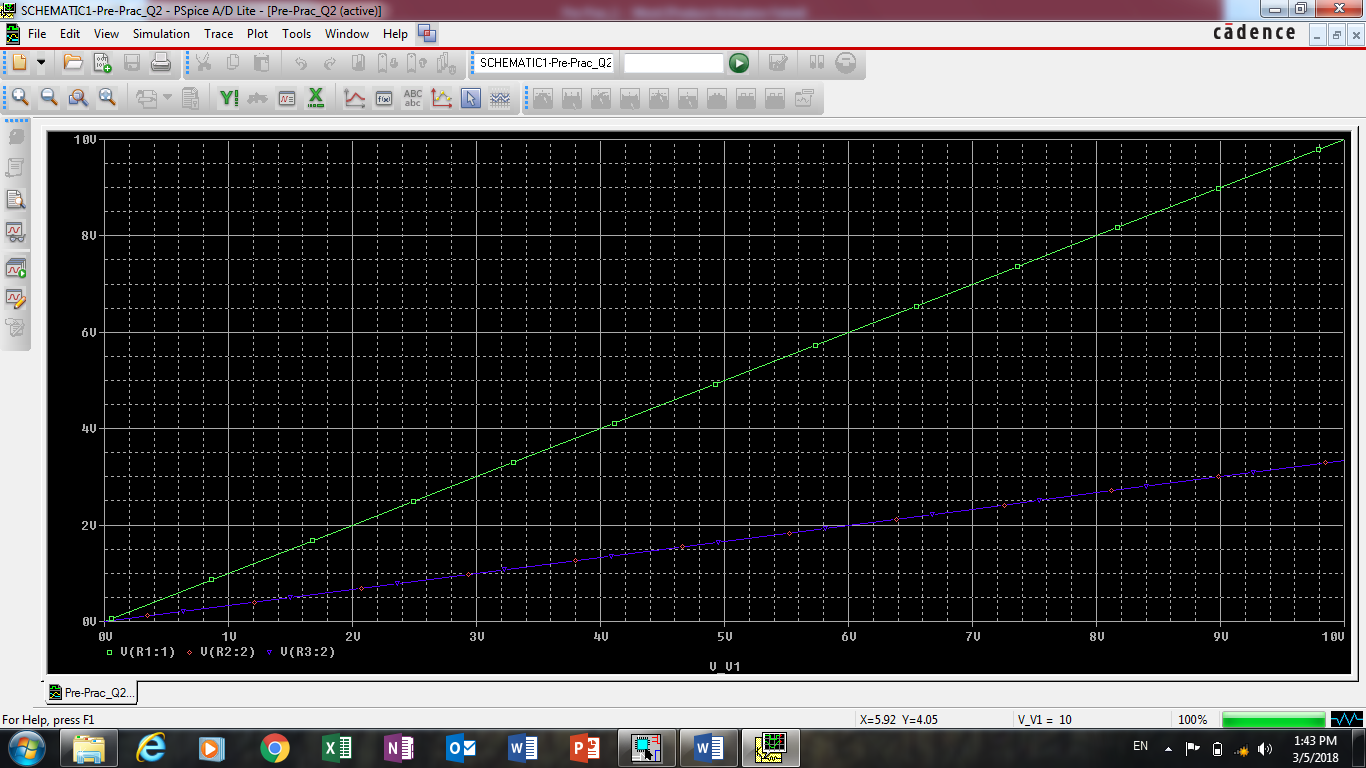 SCHEMATIC1-Pre-Prac_Q2 - PSpice A/D Lite - [Pre-Prac_Q2 (active)]
File Edit View Simulation Trace Plot Tools Window Help
cādence
SCHEMATIC1-Pre-Prac_Q2
ABC
abc
10V
8V
6V
4V
2V
0V
0V 1V 2V 3V 4V 5V 6V 7V 8V 9V 10V
V(R1:1) V(R2:2) V(R3:2)
V_V1
Pre-Prac_Q2...
For Help, press F1 X=5.92 Y=4.05 V_V1 = 10 100%
EN 1:43 PM
3/5/2018